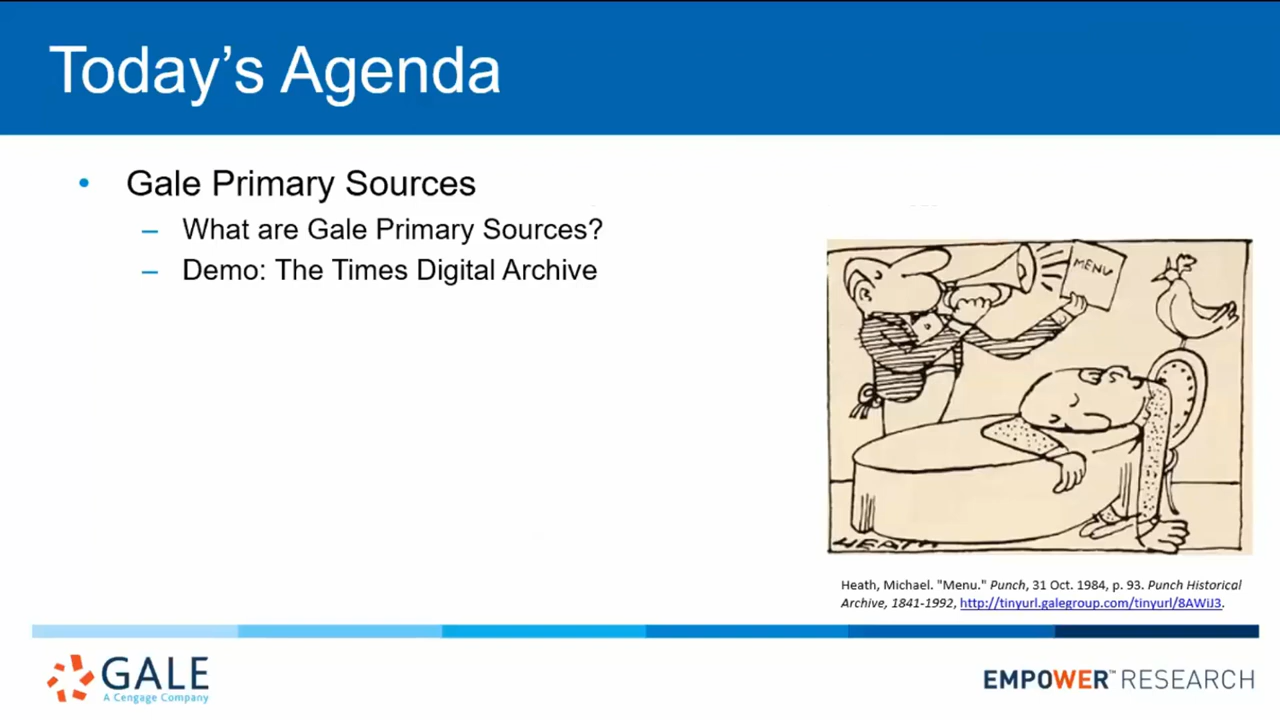 Today's Agenda
• Gale Primary Sources
– What are Gale Primary Sources?
– Demo: The Times Digital Archive
MENU
HEATH
Heath, Michael. "Menu." Punch, 31 Oct. 1984, p. 93. Punch Historical
Archive, 1841-1992, http://tinyurl.galegroup.com/tinyurl/8AWiJ3.
GALE
A Cengage Company
EMPOWER™ RESEARCH